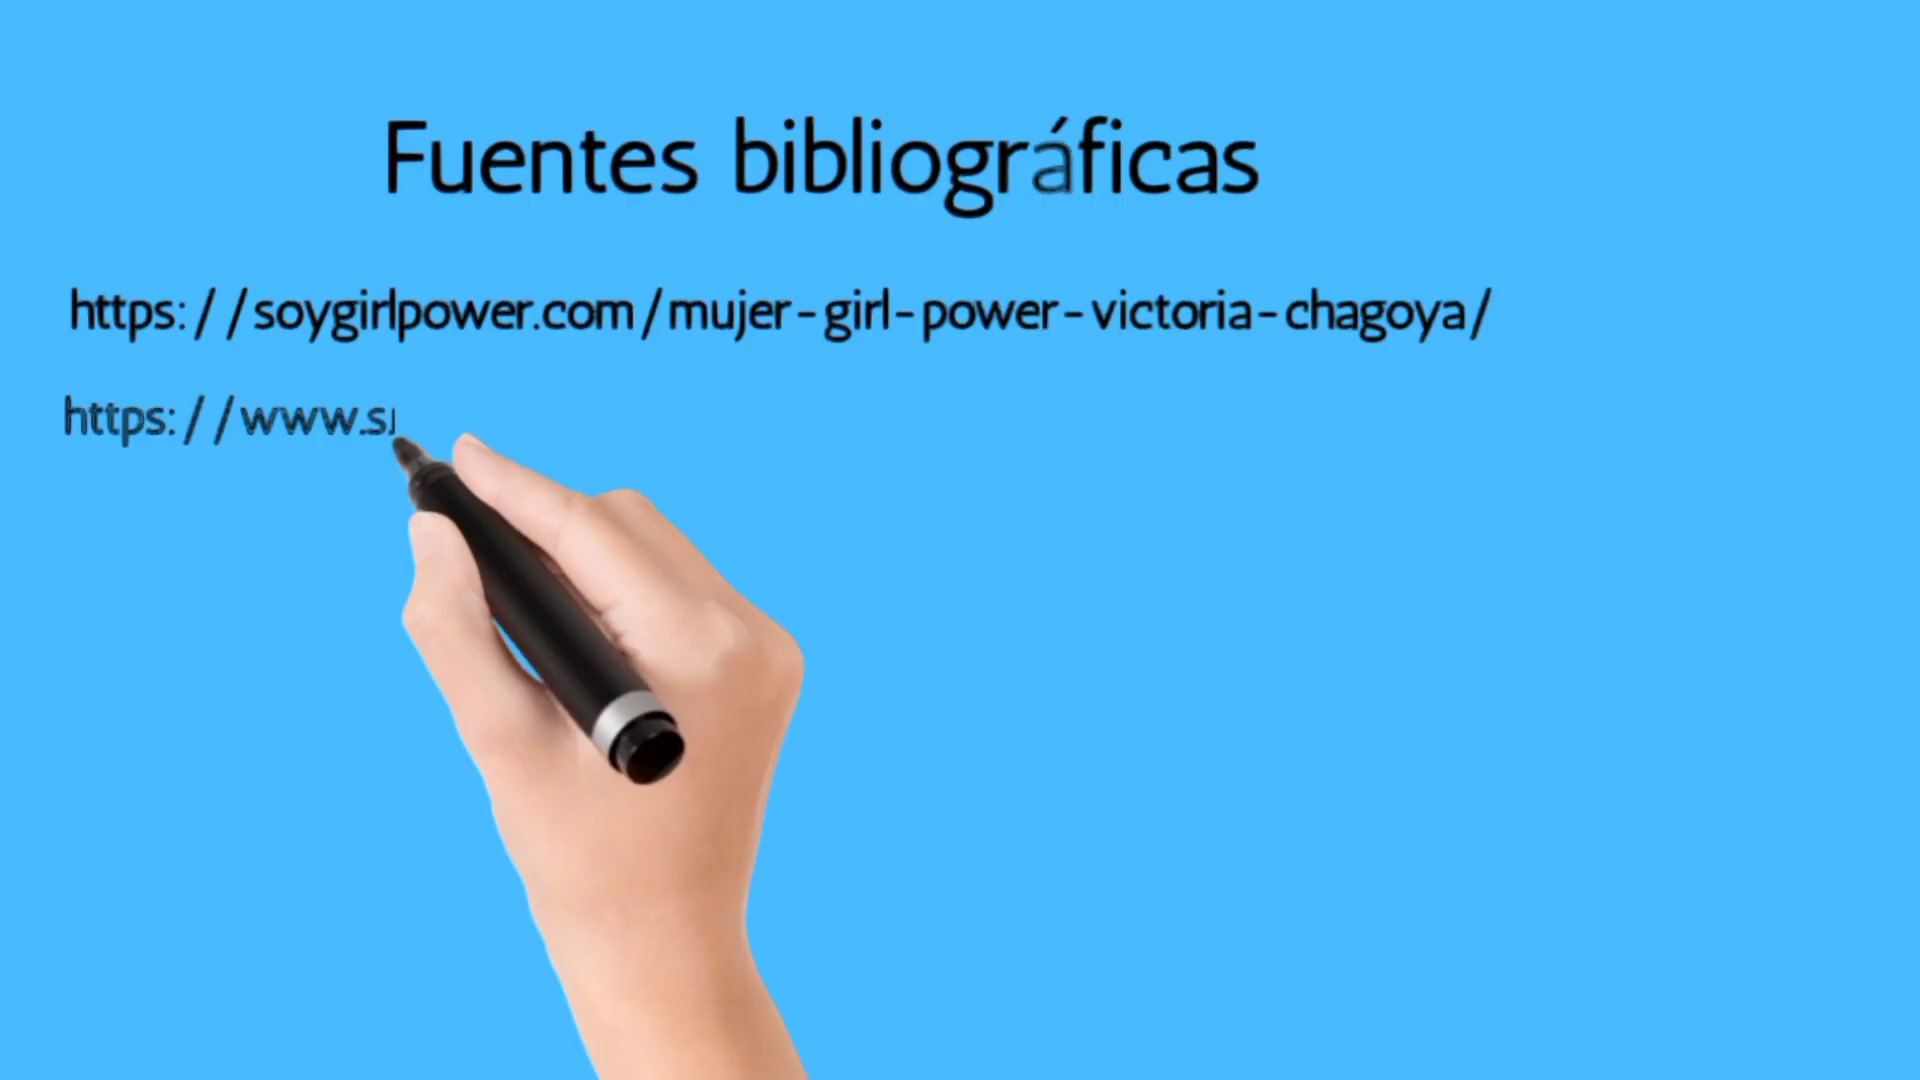 Fuentes bibliográficas
https://soygirlpower.com/mujer-girl-power-victoria-chagoya/
https://www.s